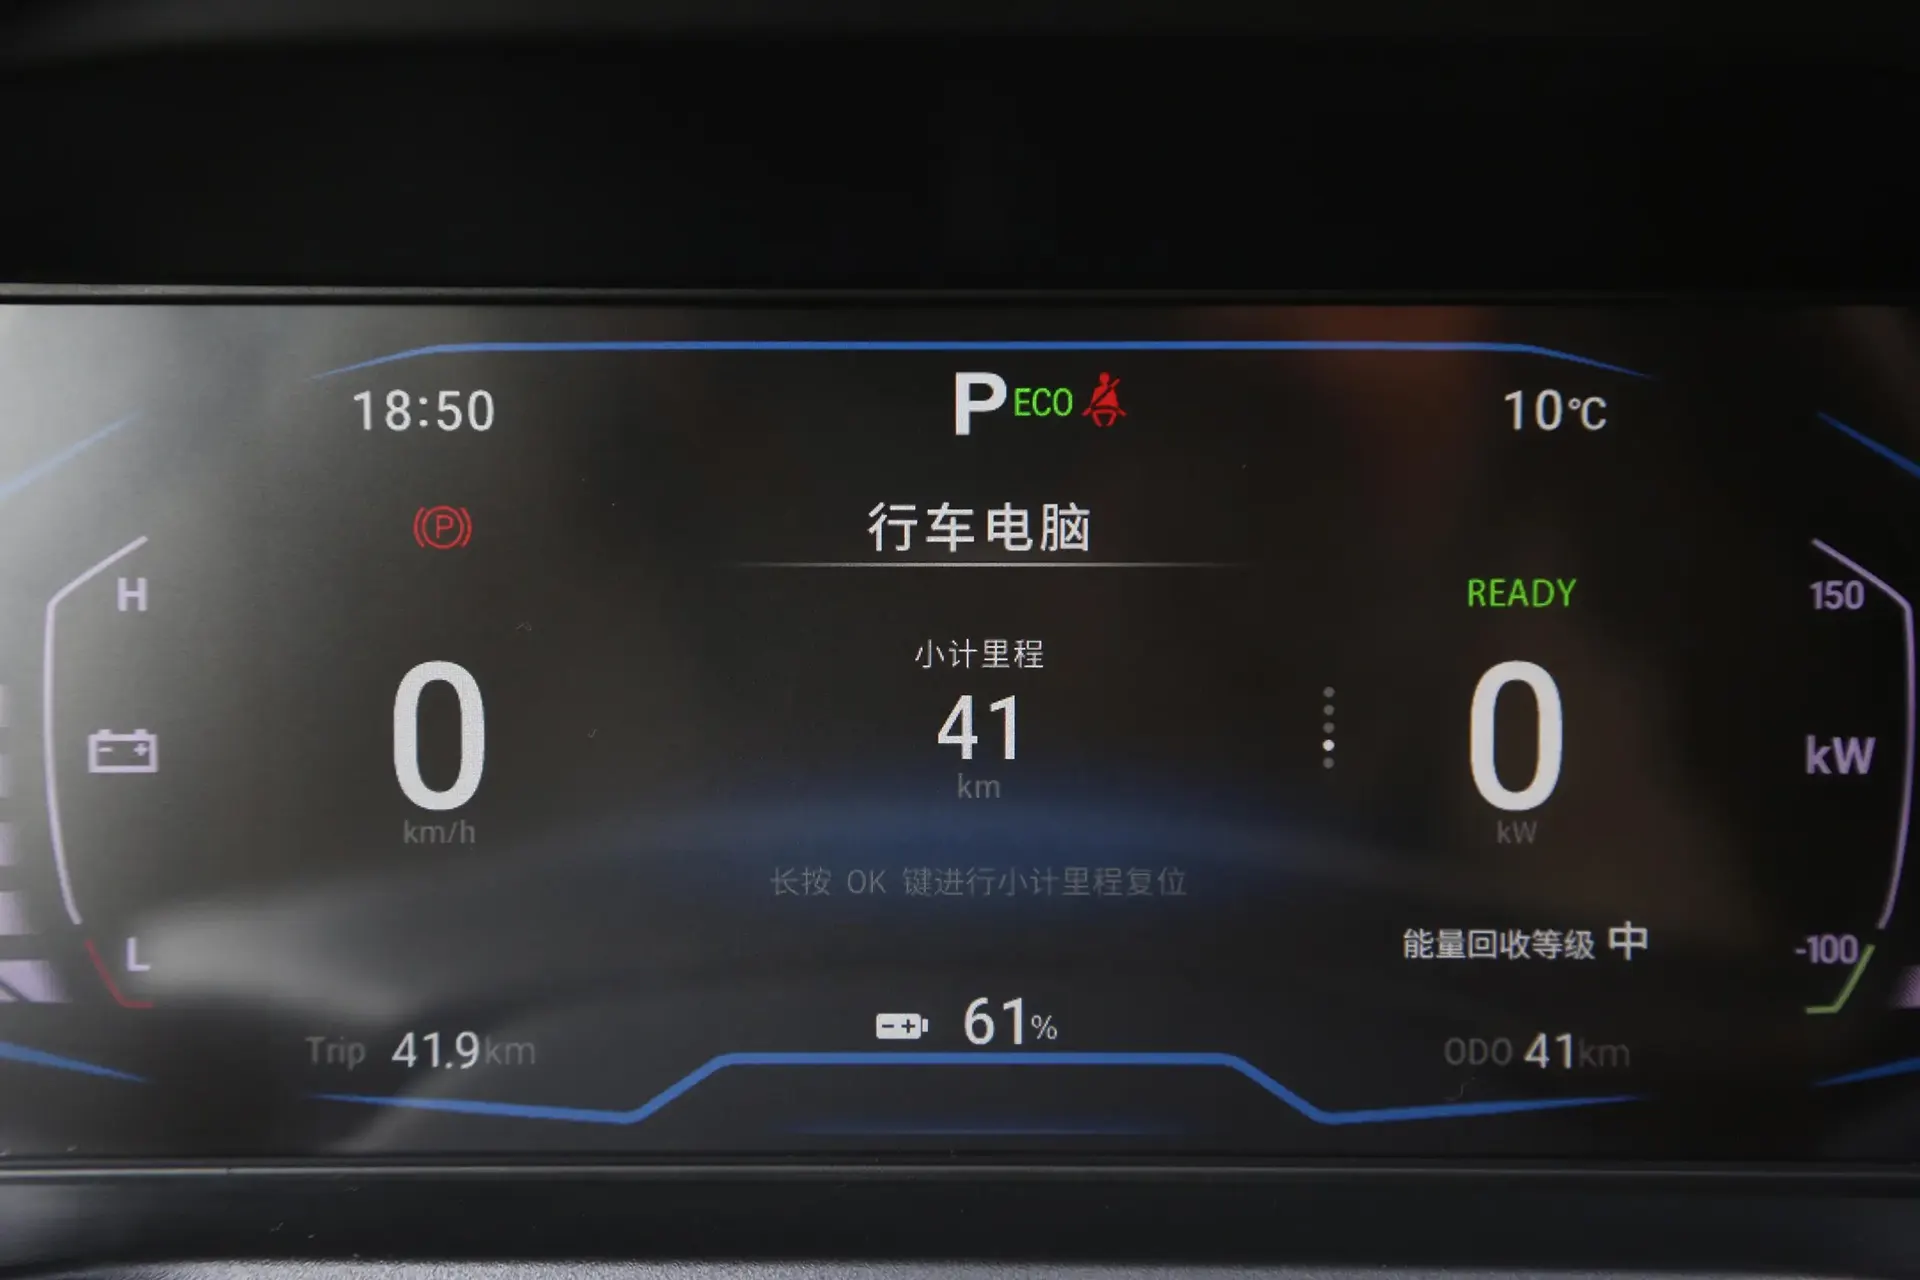 18:50
P ECO
10℃
P
行车电脑
H
READY
150
小计里程
0
41
0
kW
km
km/h
kW
长按 OK 键进行小计里程复位
能量回收等级 中
L
-100
61%
Trip 41.9km
ODO 41km